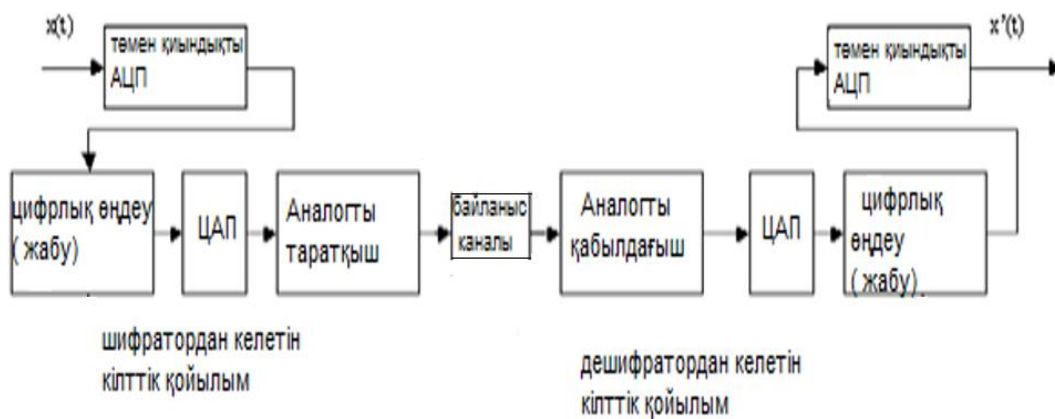 x(t)
төмен қиындықты
АЦП
x'(t)
төмен қиындықты
АЦП
цифрлық өңдеу
( жабу)
ЦАП
Аналогты
таратқыш
байланыс
каналы
Аналогты
қабылдағыш
ЦАП
цифрлық
өңдеу
( жабу)
шифратордан келетін
кілттік қойылым
дешифратордан келетін
кілттік қойылым